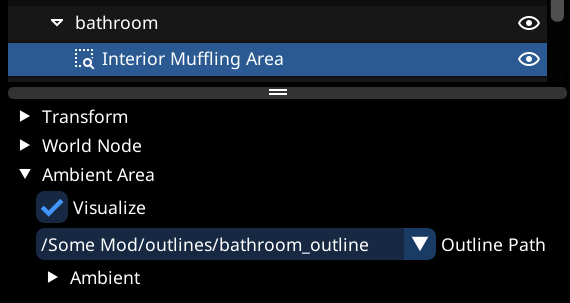 bathroom
Interior Muffling Area
Transform
World Node
Ambient Area
Visualize
/Some Mod/outlines/bathroom_outline Outline Path
Ambient